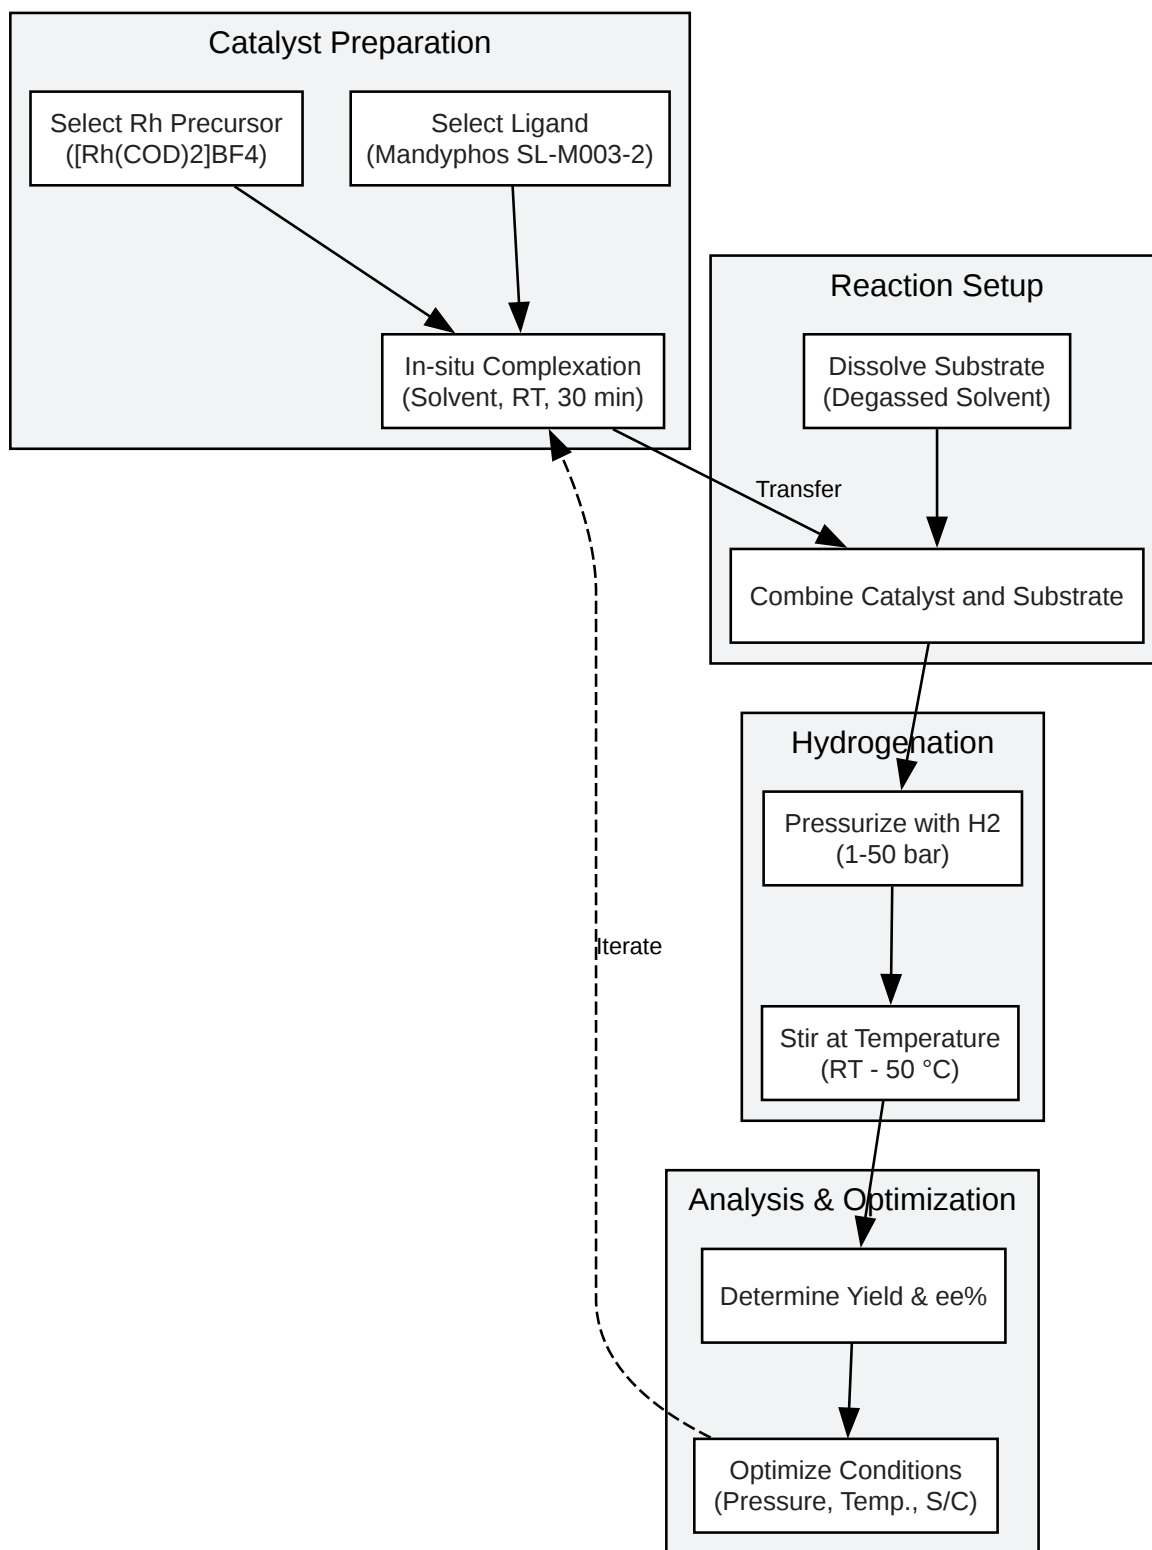 Catalyst Preparation
Select Rh Precursor
([Rh(COD)2]BF4)
Select Ligand
(Mandyphos SL-M003-2)
In-situ Complexation
(Solvent, RT, 30 min)
Reaction Setup
Dissolve Substrate
(Degassed Solvent)
Transfer
Combine Catalyst and Substrate
Hydrogenation
Pressurize with H2
(1-50 bar)
Iterate
Stir at Temperature
(RT - 50 °C)
Analysis & Optimization
Determine Yield & ee%
Optimize Conditions
(Pressure, Temp., S/C)